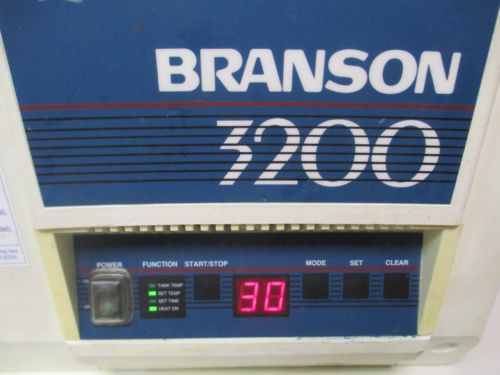 BRANSON
3200
POWER FUNCTION START/STOP MODE SET CLEAR
TANK TEMP
SET TEMP
SET TIME
HEAT ON
30